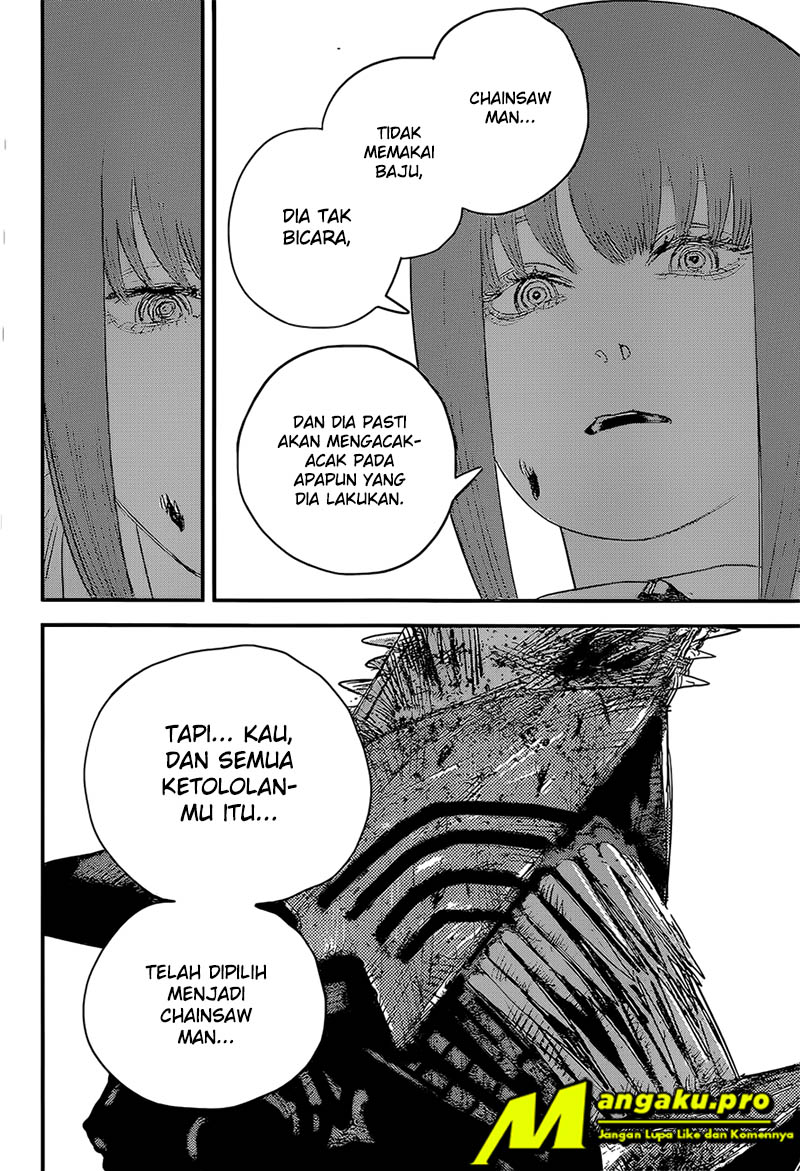 CHAINSAW
MAN...
TIDAK
MEMAKAI
BAJU,
DIA TAK
BICARA,
DAN DIA PASTI
AKAN MENGACAK-
ACAK PADA
APAPUN YANG
DIA LAKUKAN.
TAPI... KAU,
DAN SEMUA
KETOLOLAN-
MU ITU...
TELAH DIPILIH
MENJADI
CHAINSAW
MAN...
Mangaku.pro
Jangan Lupa Like dan Komennya